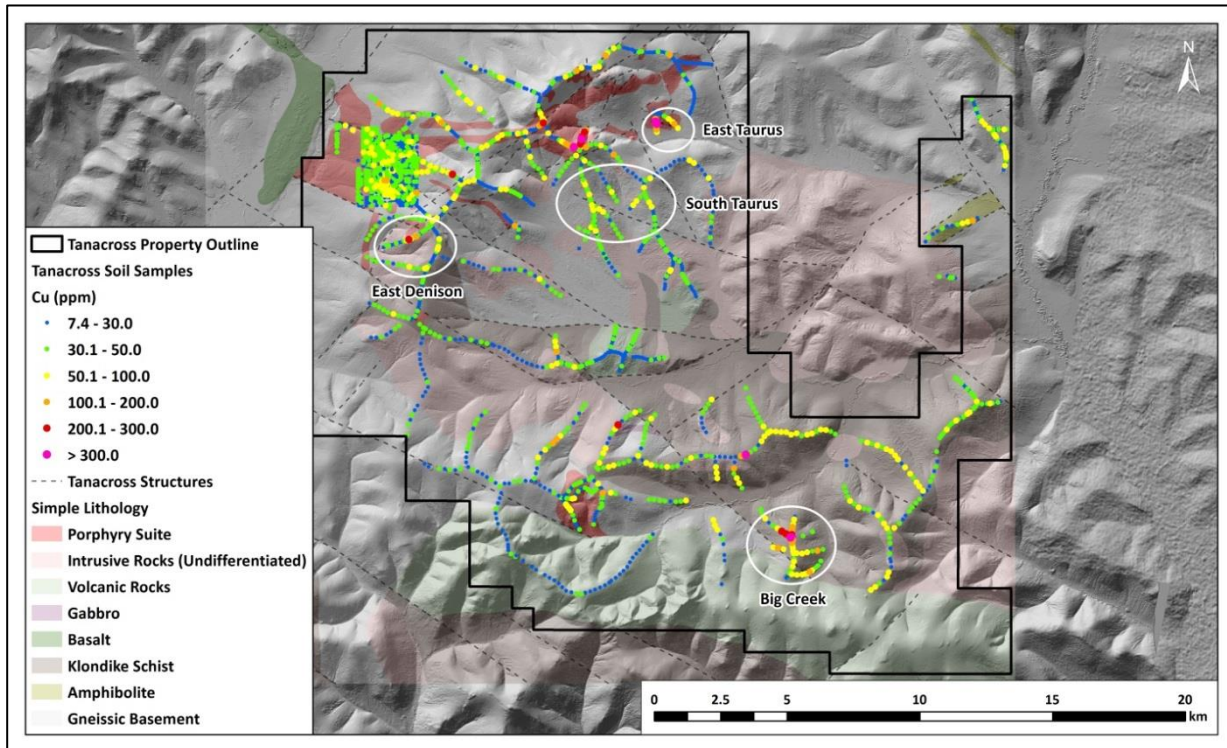 N
East Taurus
South Taurus
East Denison
Big Creek
Tanacross Property Outline
Tanacross Soil Samples
Cu (ppm)
7.4 - 30.0
30.1 - 50.0
50.1 - 100.0
100.1 - 200.0
200.1 - 300.0
> 300.0
Tanacross Structures
Simple Lithology
Porphyry Suite
Intrusive Rocks (Undifferentiated)
Volcanic Rocks
Gabbro
Basalt
Klondike Schist
Amphibolite
Gneissic Basement
0 2.5 5 10 15 20
km